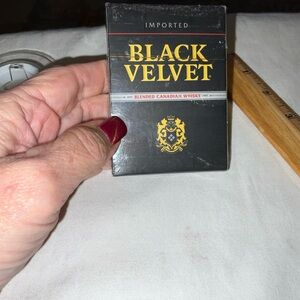 IMPORTED
BLACK
VELVET
BLENDED CANADIAN WHISKY